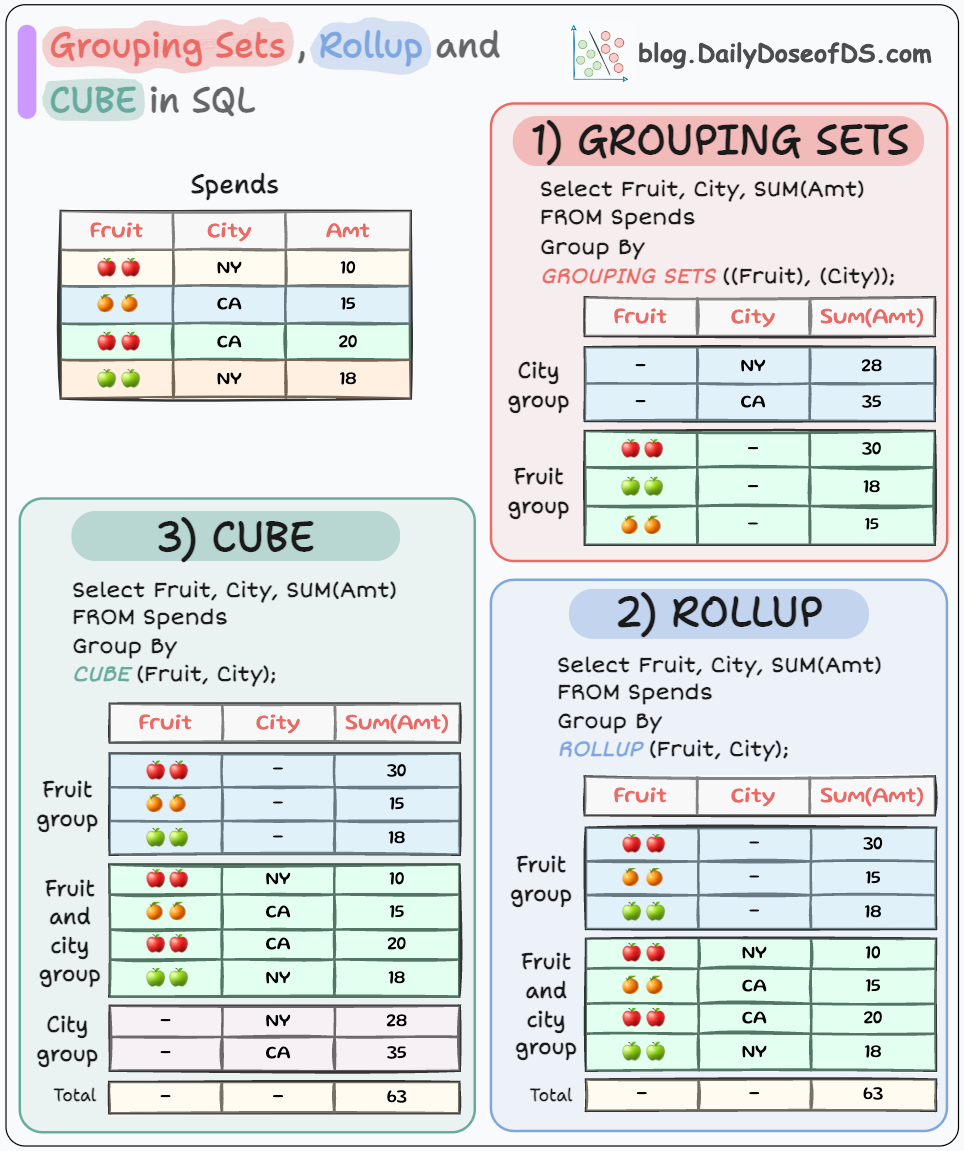 Grouping Sets , Rollup and
CUBE in SQL
blog.DailyDoseofDS.com
Spends
Fruit City Amt
NY 10
CA 15
CA 20
NY 18
1) GROUPING SETS
Select Fruit, City, SUM(Amt)
FROM Spends
Group By
GROUPING SETS ((Fruit), (City));
Fruit City Sum(Amt)
City
group
– NY 28
– CA 35
Fruit
group
– 30
– 18
– 15
2) ROLLUP
Select Fruit, City, SUM(Amt)
FROM Spends
Group By
ROLLUP (Fruit, City);
Fruit City Sum(Amt)
Fruit
group
– 30
– 15
– 18
Fruit
and
city
group
NY 10
CA 15
CA 20
NY 18
Total – – 63
3) CUBE
Select Fruit, City, SUM(Amt)
FROM Spends
Group By
CUBE (Fruit, City);
Fruit City Sum(Amt)
Fruit
group
– 30
– 15
– 18
Fruit
and
city
group
NY 10
CA 15
CA 20
NY 18
City
group
– NY 28
– CA 35
Total – – 63